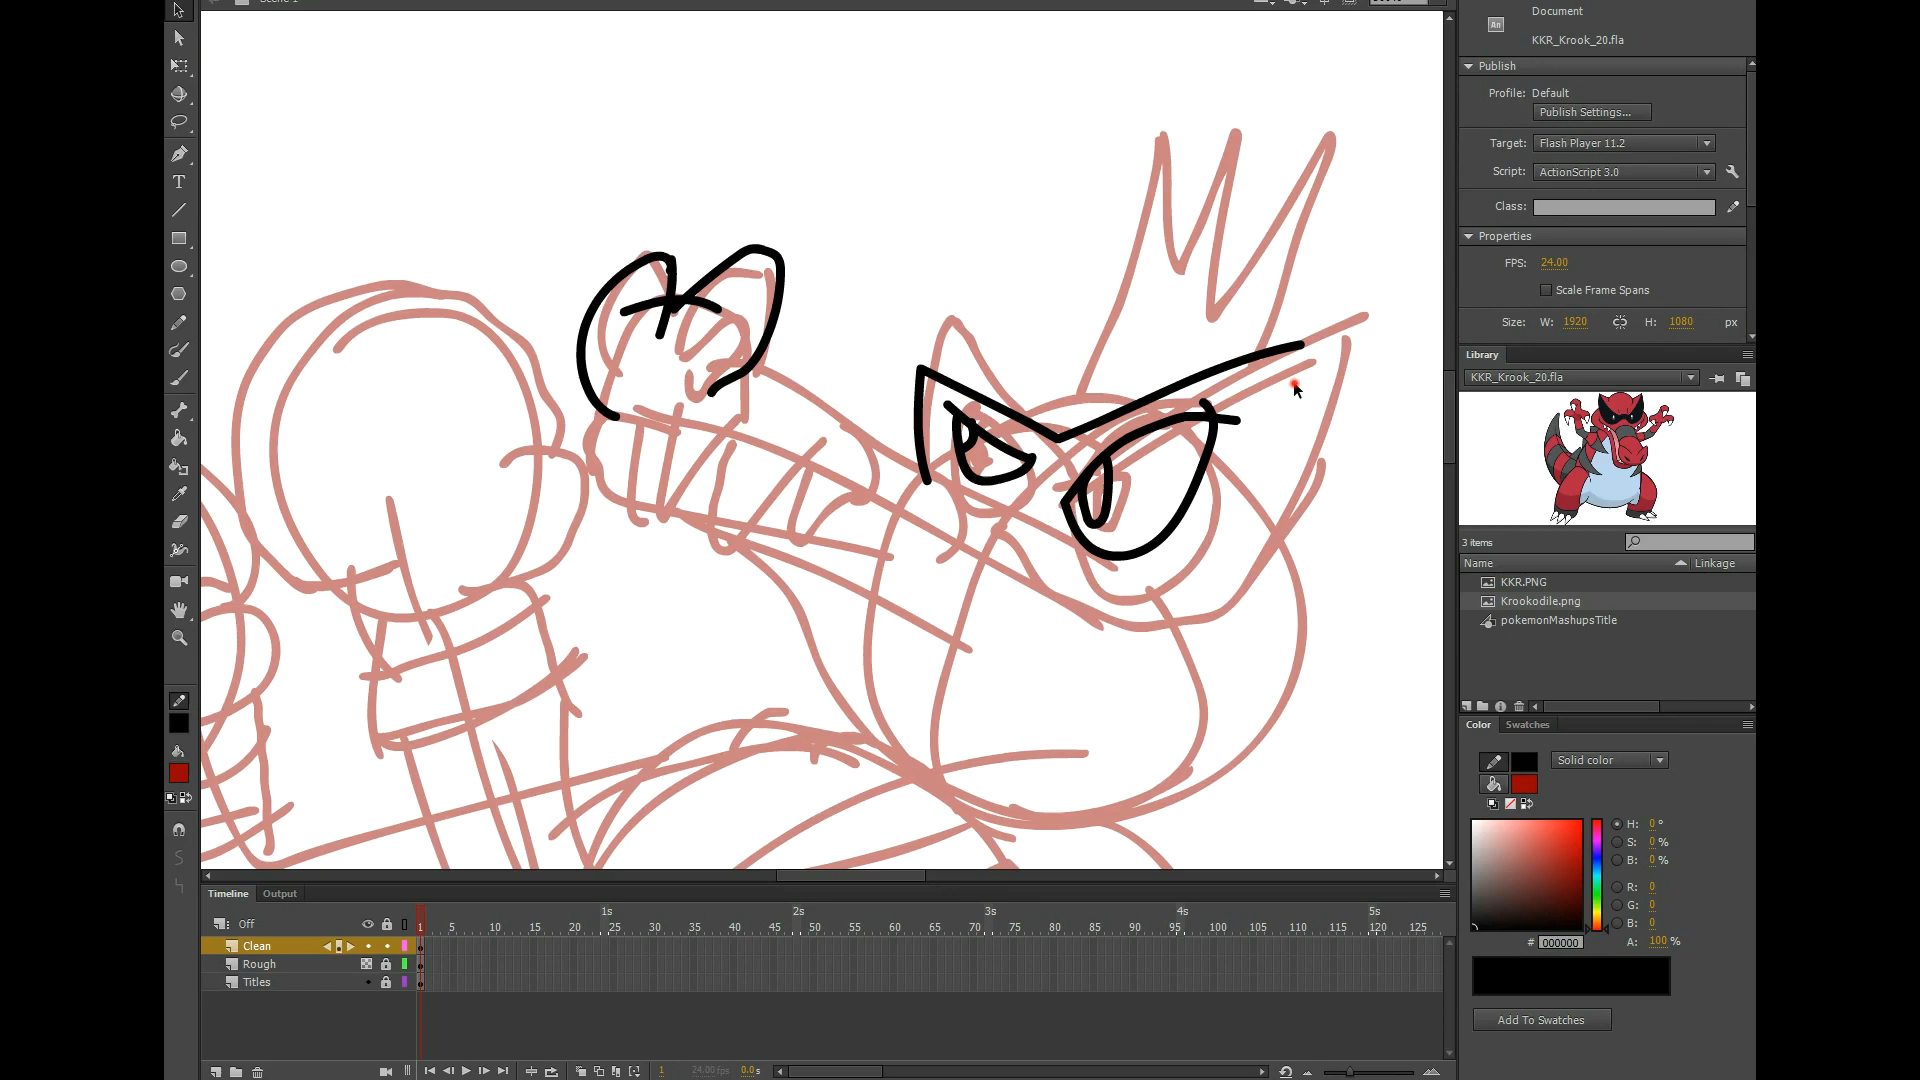 Document
An
KKR_Krook_20.fla
Publish
Profile: Default
Publish Settings...
Target: Flash Player 11.2
Script: ActionScript 3.0
Class:
Properties
FPS: 24.00
Scale Frame Spans
Size: W: 1920 H: 1080 px
Library
KKR_Krook_20.fla
3 items
Name Linkage
KKR.PNG
Krookodile.png
pokemonMashupsTitle
Color Swatches
Solid color
H: 0 °
S: 0 %
B: 0 %
R: 0
G: 0
B: 0
# 000000 A: 100 %
Add To Swatches
T
Timeline Output
Off
1s 2s 3s 4s 5s
1 5 10 15 20 25 30 35 40 45 50 55 60 65 70 75 80 85 90 95 100 105 110 115 120 125
Clean
Rough
Titles
1 24.00 fps 0.0 s